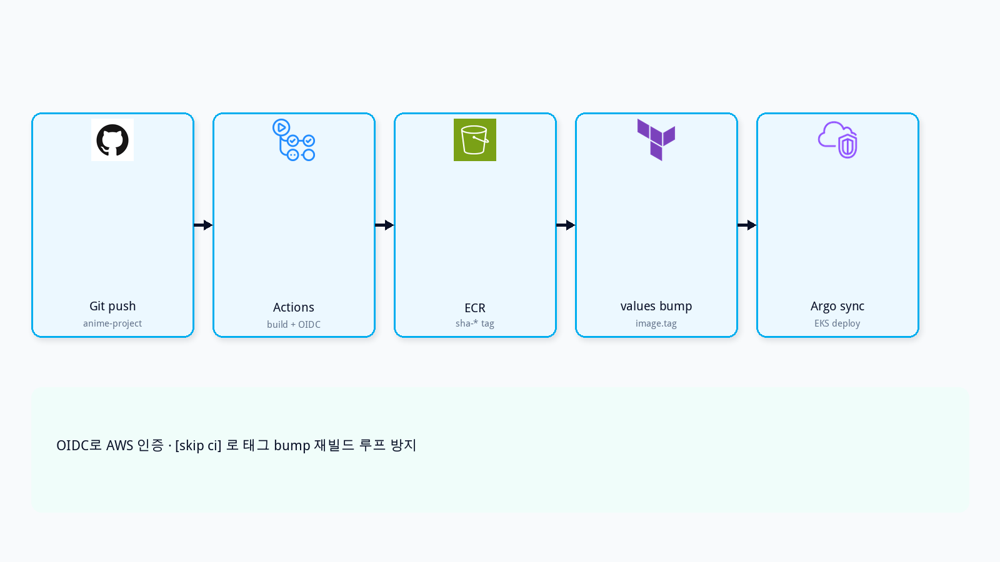 Git push
anime-project
Actions
build + OIDC
ECR
sha-* tag
values bump
image.tag
Argo sync
EKS deploy
OIDC로 AWS 인증 · [skip ci] 로 태그 bump 재빌드 루프 방지